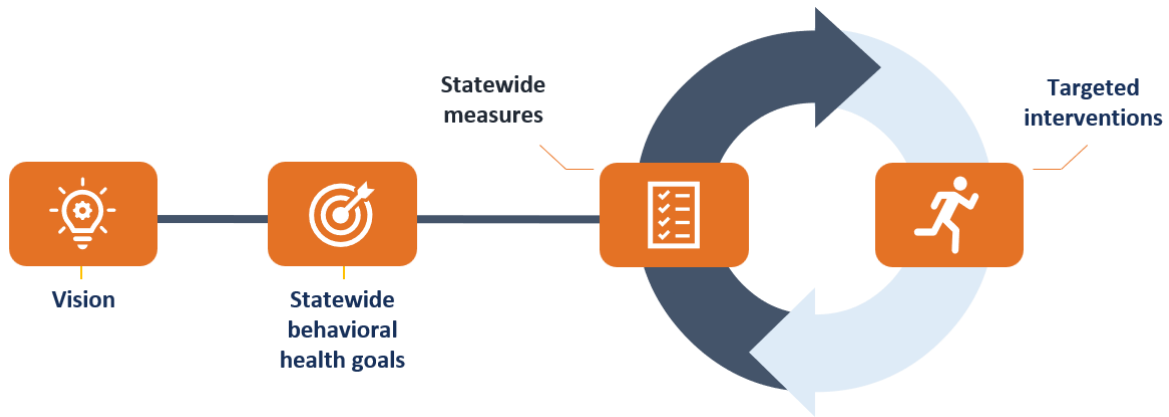 Vision
Statewide
behavioral
health goals
Statewide
measures
Targeted
interventions